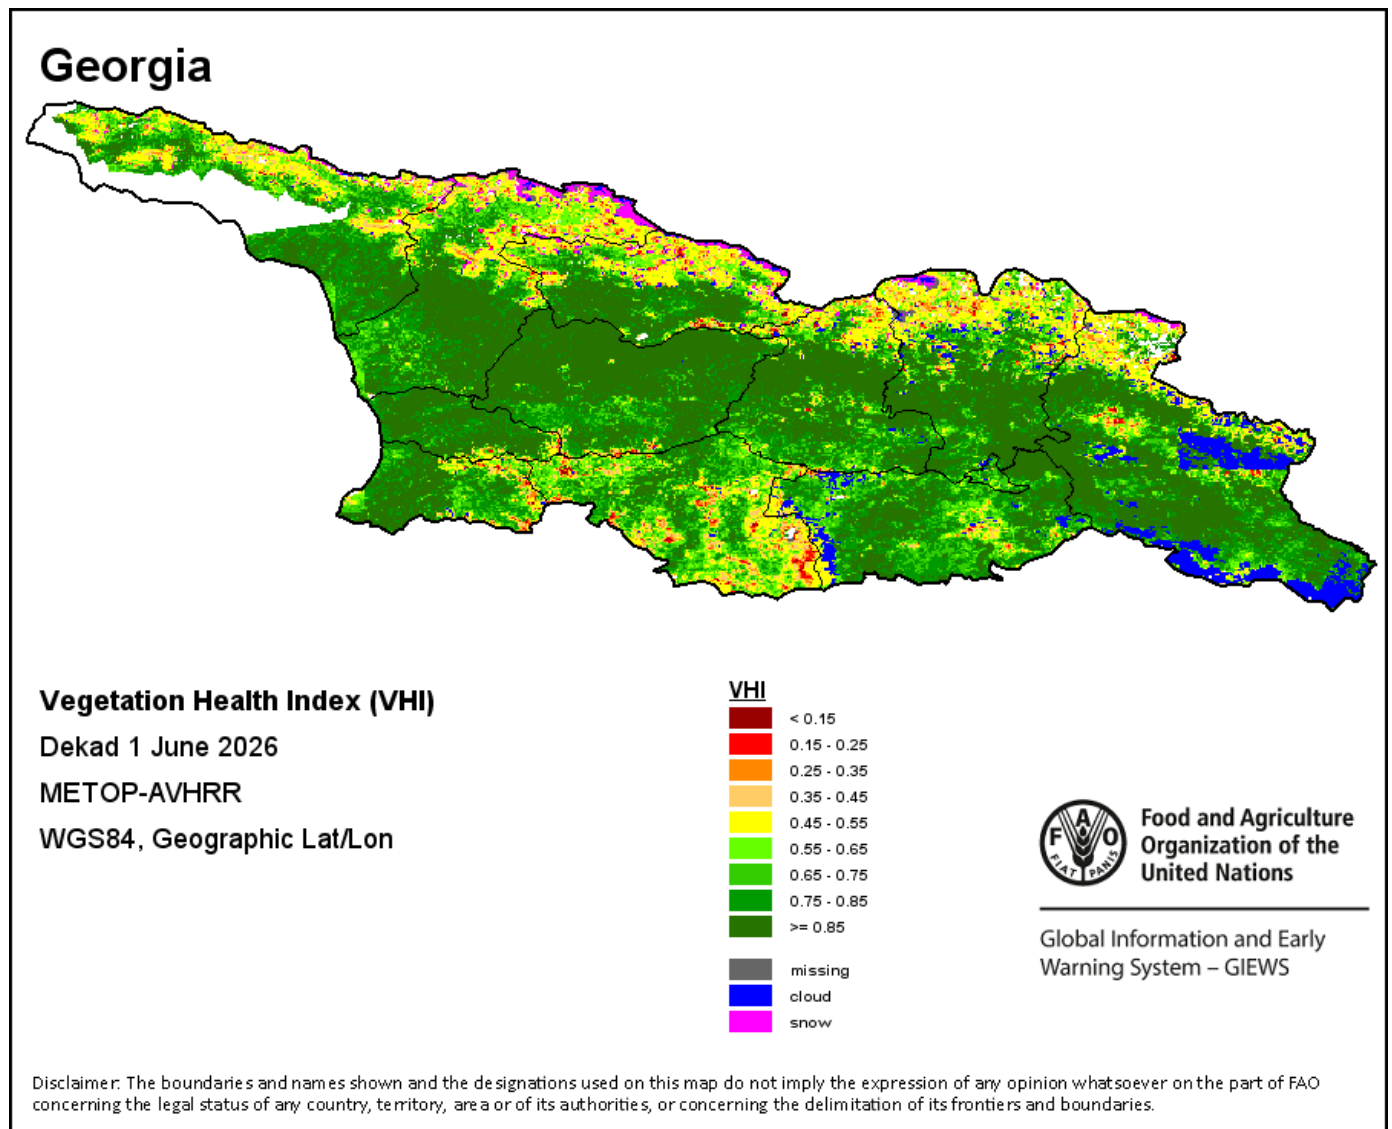 Georgia
Vegetation Health Index (VHI)
Dekad 1 June 2026
METOP-AVHRR
WGS84, Geographic Lat/Lon
VHI
< 0.15
0.15 - 0.25
0.25 - 0.35
0.35 - 0.45
0.45 - 0.55
0.55 - 0.65
0.65 - 0.75
0.75 - 0.85
>= 0.85
missing
cloud
snow
F A O
FIAT PANIS
Food and Agriculture
Organization of the
United Nations
Global Information and Early
Warning System – GIEWS
Disclaimer: The boundaries and names shown and the designations used on this map do not imply the expression of any opinion whatsoever on the part of FAO
concerning the legal status of any country, territory, area or of its authorities, or concerning the delimitation of its frontiers and boundaries.